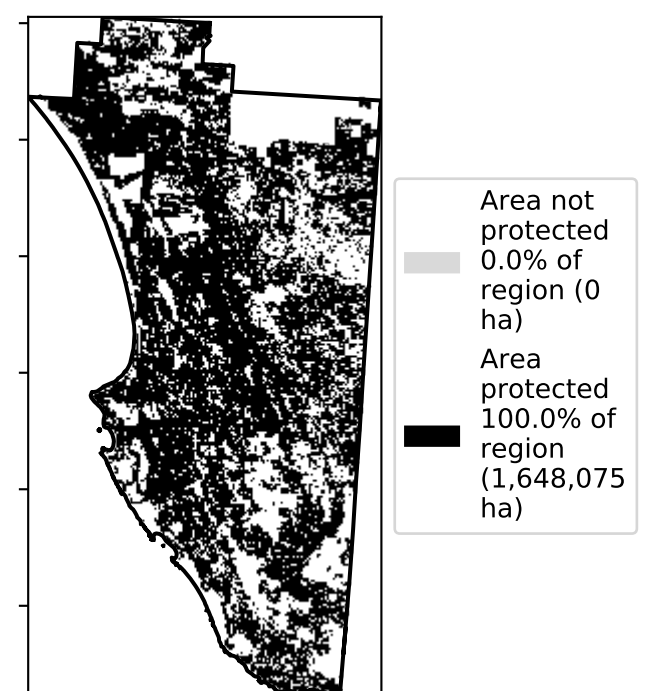 Area not
protected
0.0% of
region (0
ha)
Area
protected
100.0% of
region
(1,648,075
ha)